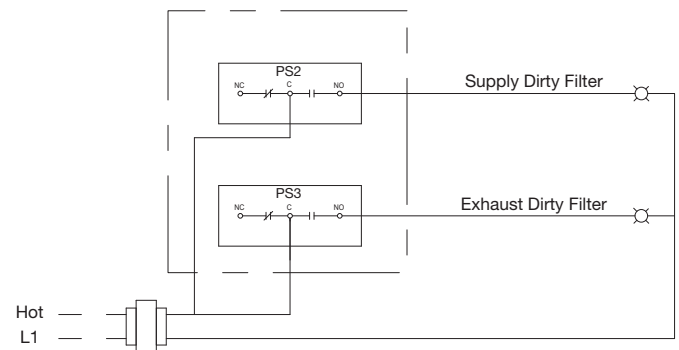 PS2
NC C NO
Supply Dirty Filter
PS3
NC C NO
Exhaust Dirty Filter
Hot
L1